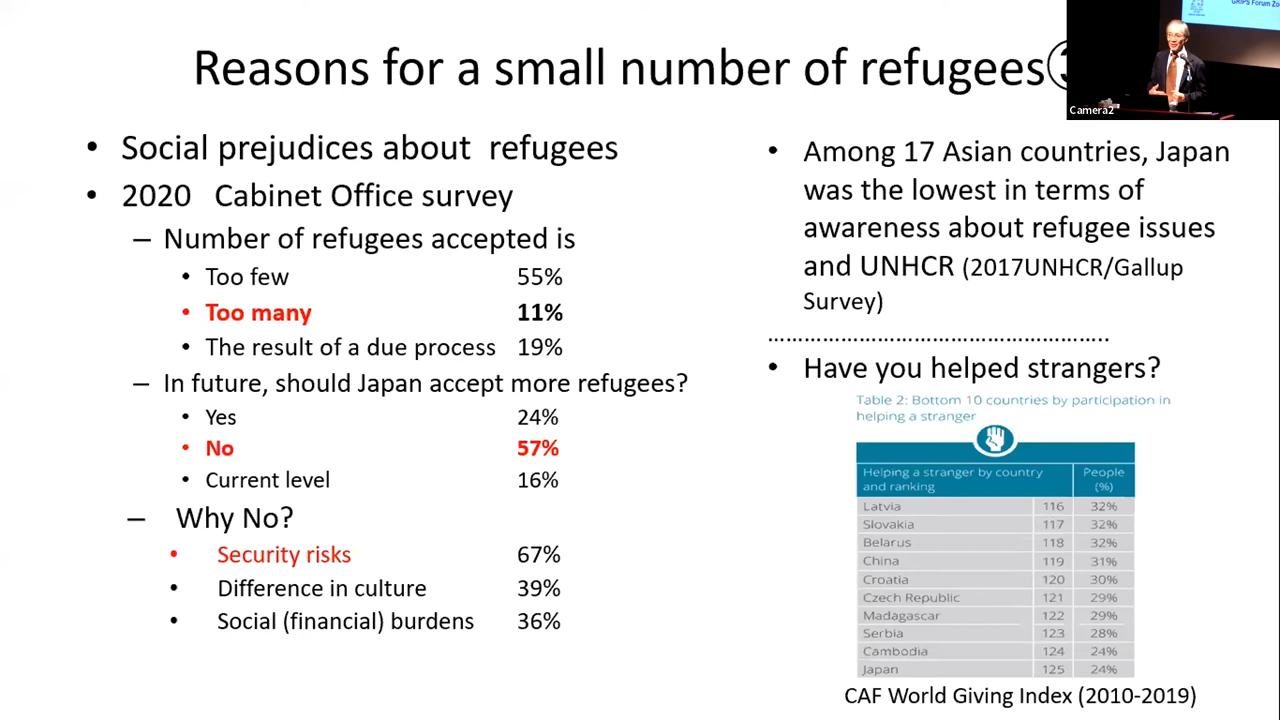 GRIPS Forum Zo
Camera2
Reasons for a small number of refugees③
• Social prejudices about refugees
• 2020 Cabinet Office survey
– Number of refugees accepted is
• Too few 55%
• Too many 11%
• The result of a due process 19%
– In future, should Japan accept more refugees?
• Yes 24%
• No 57%
• Current level 16%
– Why No?
• Security risks 67%
• Difference in culture 39%
• Social (financial) burdens 36%
• Among 17 Asian countries, Japan
was the lowest in terms of
awareness about refugee issues
and UNHCR (2017UNHCR/Gallup
Survey)
………………………………………………..
• Have you helped strangers?
Table 2: Bottom 10 countries by participation in
helping a stranger
Helping a stranger by country
and ranking
People
(%)
Latvia 116 32%
Slovakia 117 32%
Belarus 118 32%
China 119 31%
Croatia 120 30%
Czech Republic 121 29%
Madagascar 122 29%
Serbia 123 28%
Cambodia 124 24%
Japan 125 24%
CAF World Giving Index (2010-2019)